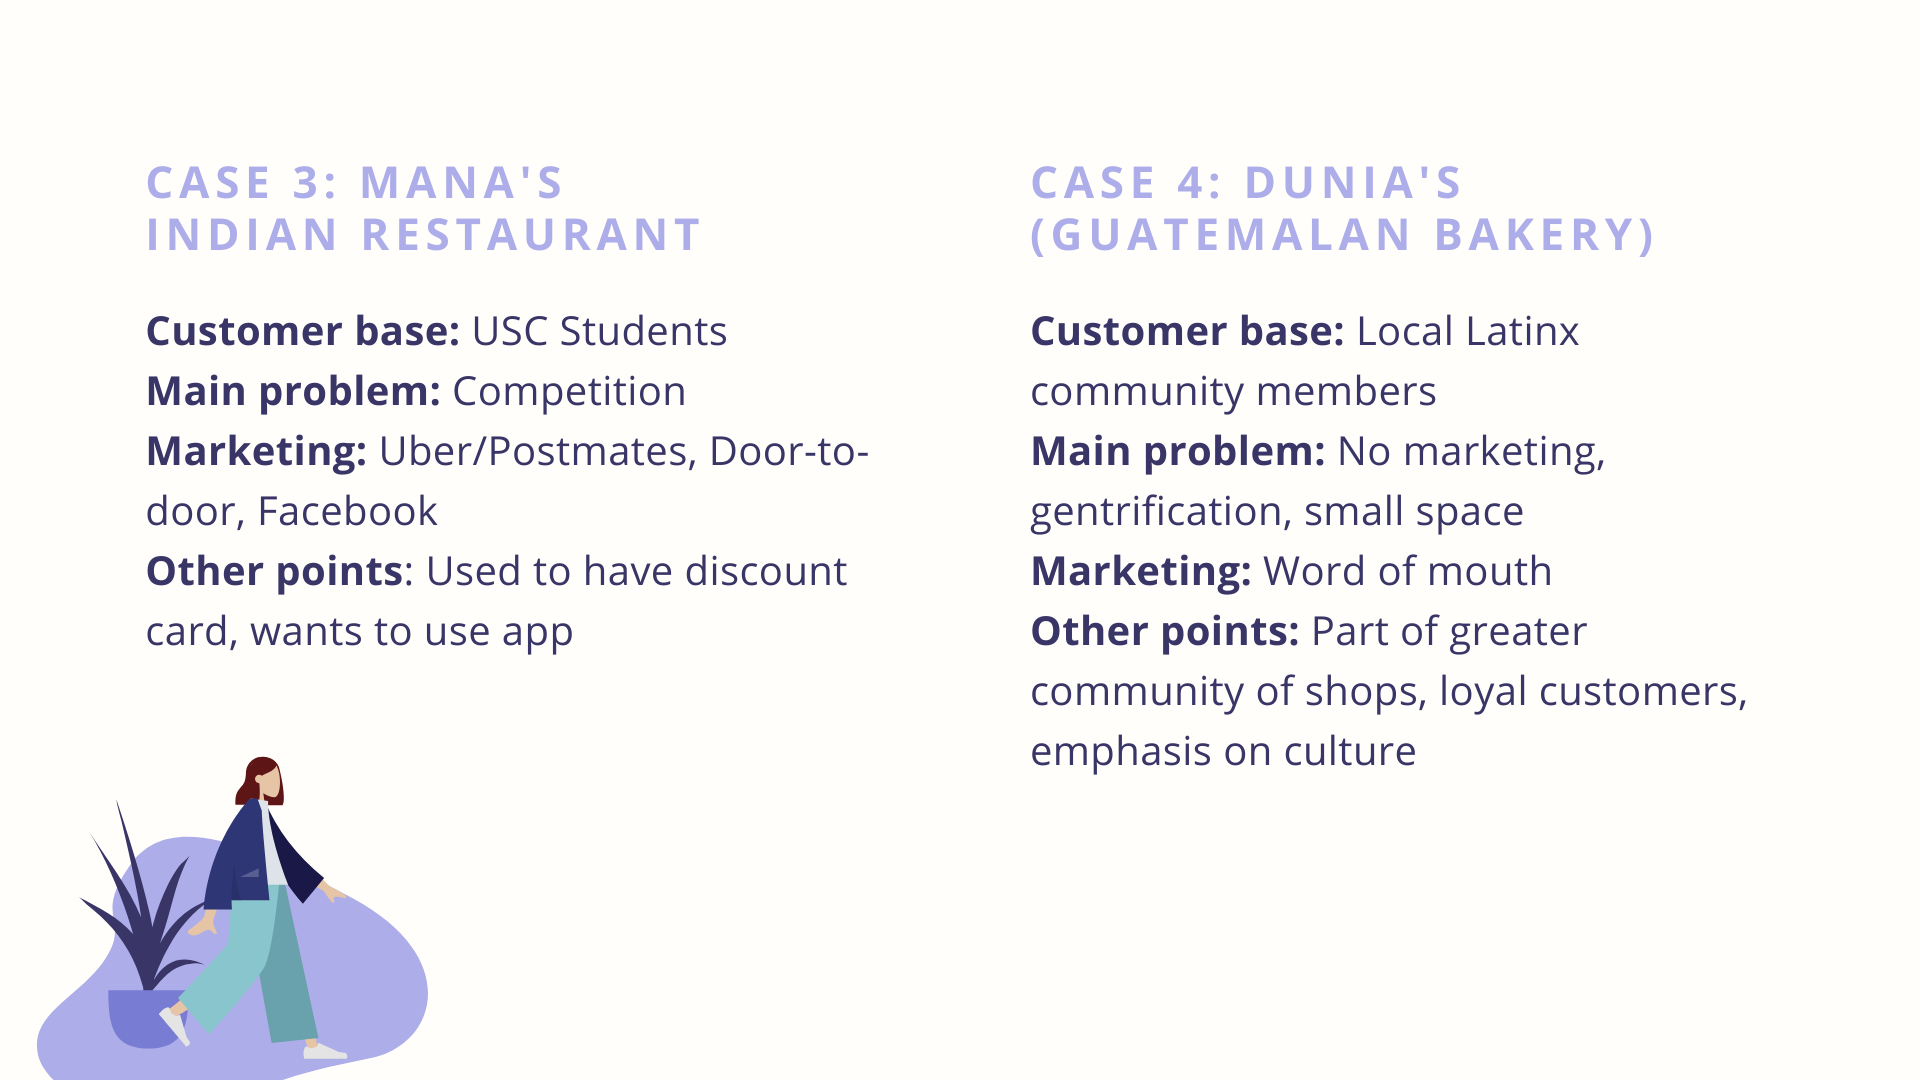 CASE 3: MANA'S
INDIAN RESTAURANT
Customer base: USC Students
Main problem: Competition
Marketing: Uber/Postmates, Door-to-
door, Facebook
Other points: Used to have discount
card, wants to use app
CASE 4: DUNIA'S
(GUATEMALAN BAKERY)
Customer base: Local Latinx
community members
Main problem: No marketing,
gentrification, small space
Marketing: Word of mouth
Other points: Part of greater
community of shops, loyal customers,
emphasis on culture